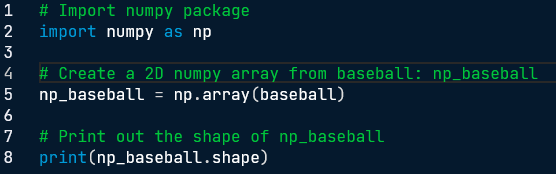 1 # Import numpy package
2 import numpy as np
3
4 # Create a 2D numpy array from baseball: np_baseball
5 np_baseball = np.array(baseball)
6
7 # Print out the shape of np_baseball
8 print(np_baseball.shape)